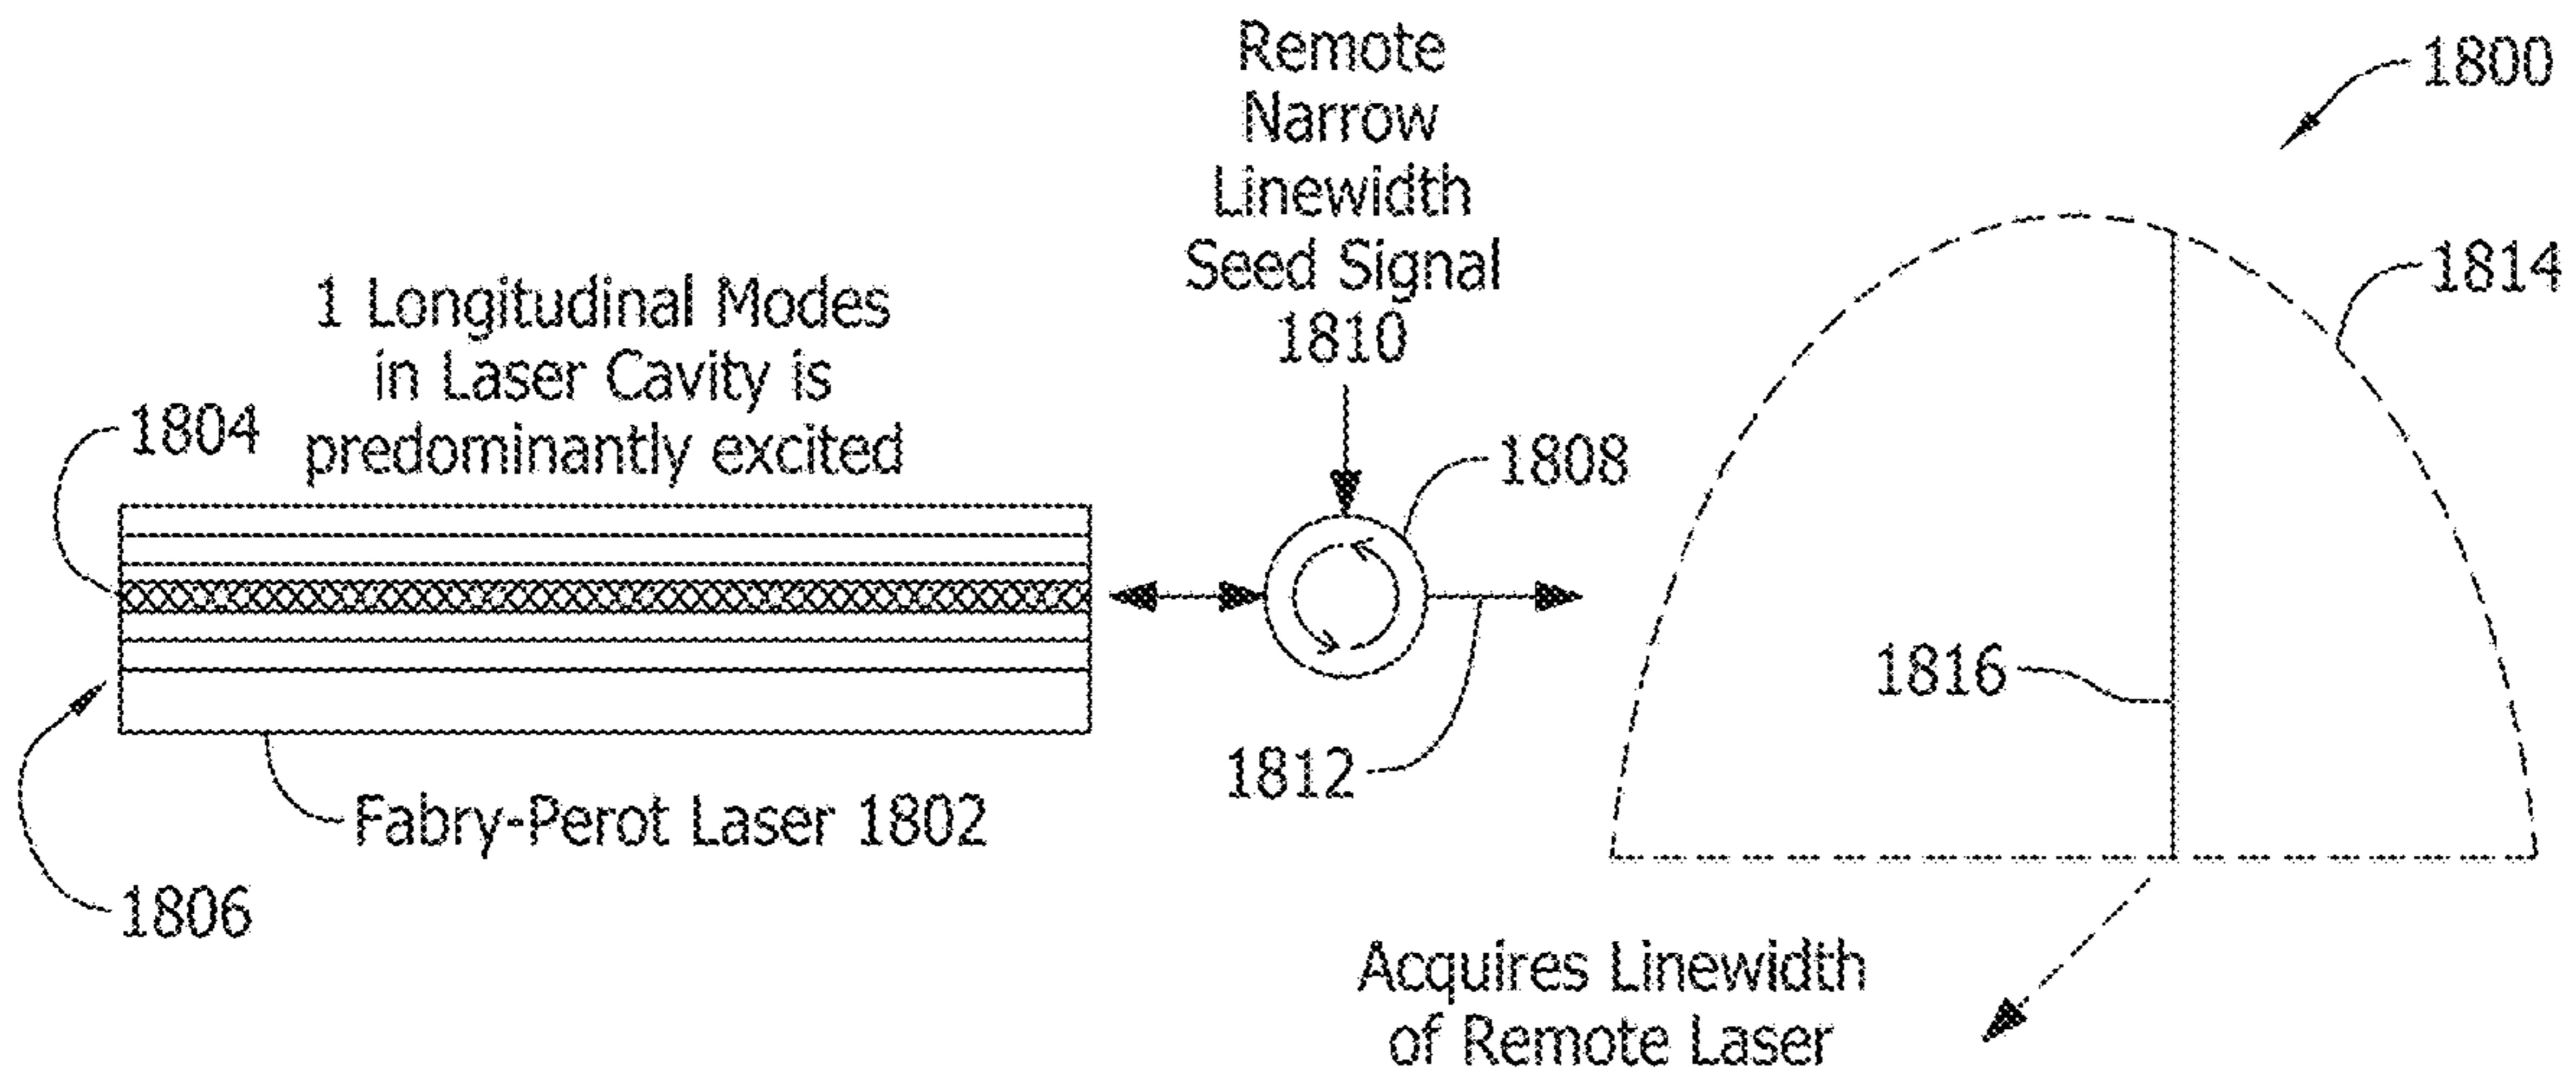 Remote
Narrow
Linewidth
Seed Signal
1810
1800
1814
1 Longitudinal Modes
in Laser Cavity is
predominantly excited
1804
1808
1816
1812
Fabry-Perot Laser 1802
1806
Acquires Linewidth
of Remote Laser